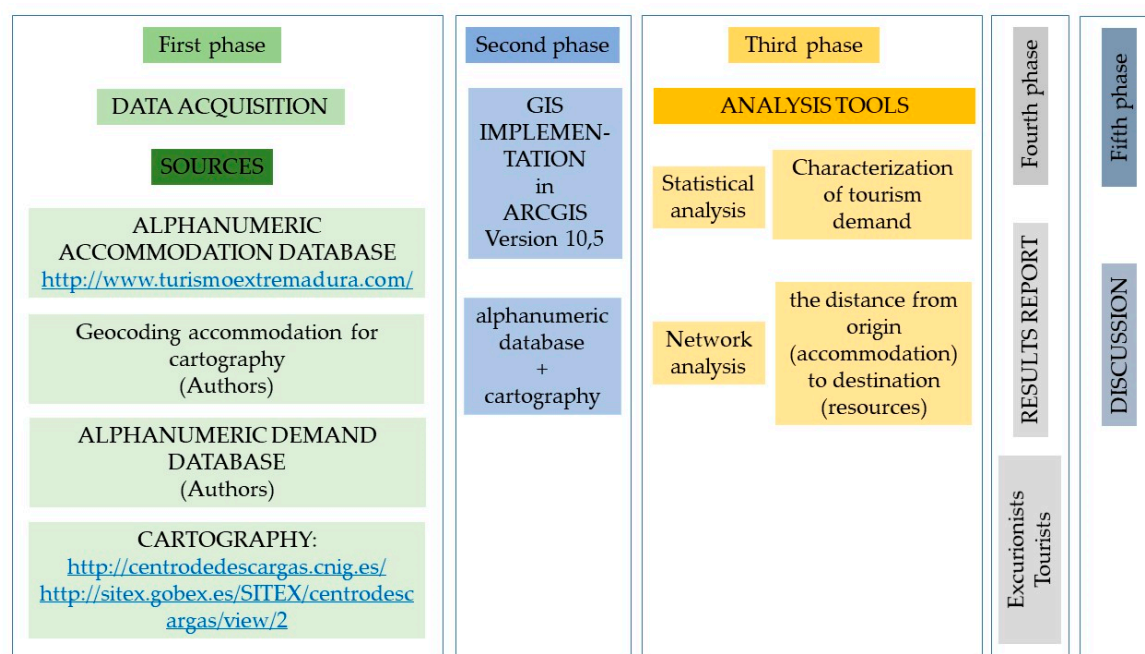 First phase
DATA ACQUISITION
SOURCES
ALPHANUMERIC
ACCOMMODATION DATABASE
http://www.turismoextremadura.com/
Geocoding accommodation for
cartography
(Authors)
ALPHANUMERIC DEMAND
DATABASE
(Authors)
CARTOGRAPHY:
http://centrodedescargas.cnig.es/
http://sitex.gobex.es/SITEX/centrodesc
argas/view/2
Second phase
GIS
IMPLEMEN-
TATION
in
ARCGIS
Version 10,5
alphanumeric
database
+
cartography
Third phase
ANALYSIS TOOLS
Statistical
analysis
Characterization
of tourism
demand
Network
analysis
the distance from
origin
(accommodation)
to destination
(resources)
Fourth phase
RESULTS REPORT
Excurionists
Tourists
Fifth phase
DISCUSSION